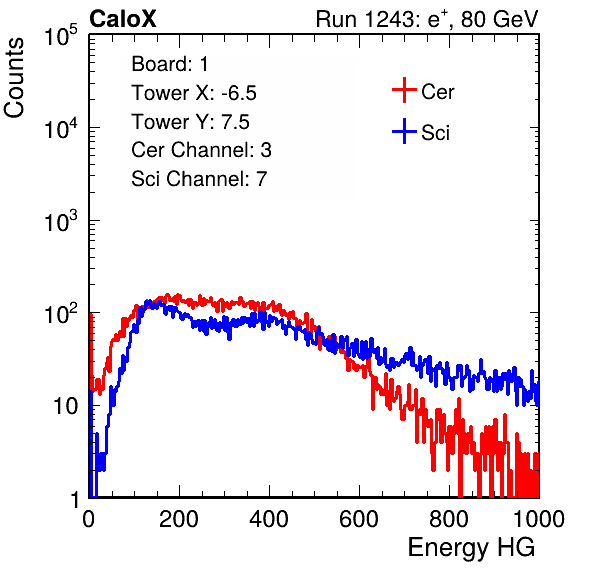 CaloX Run 1243: e⁺, 80 GeV
Counts
10⁵
10⁴
10³
10²
10
1
Board: 1
Tower X: -6.5
Tower Y: 7.5
Cer Channel: 3
Sci Channel: 7
Cer
Sci
0 200 400 600 800 1000
Energy HG